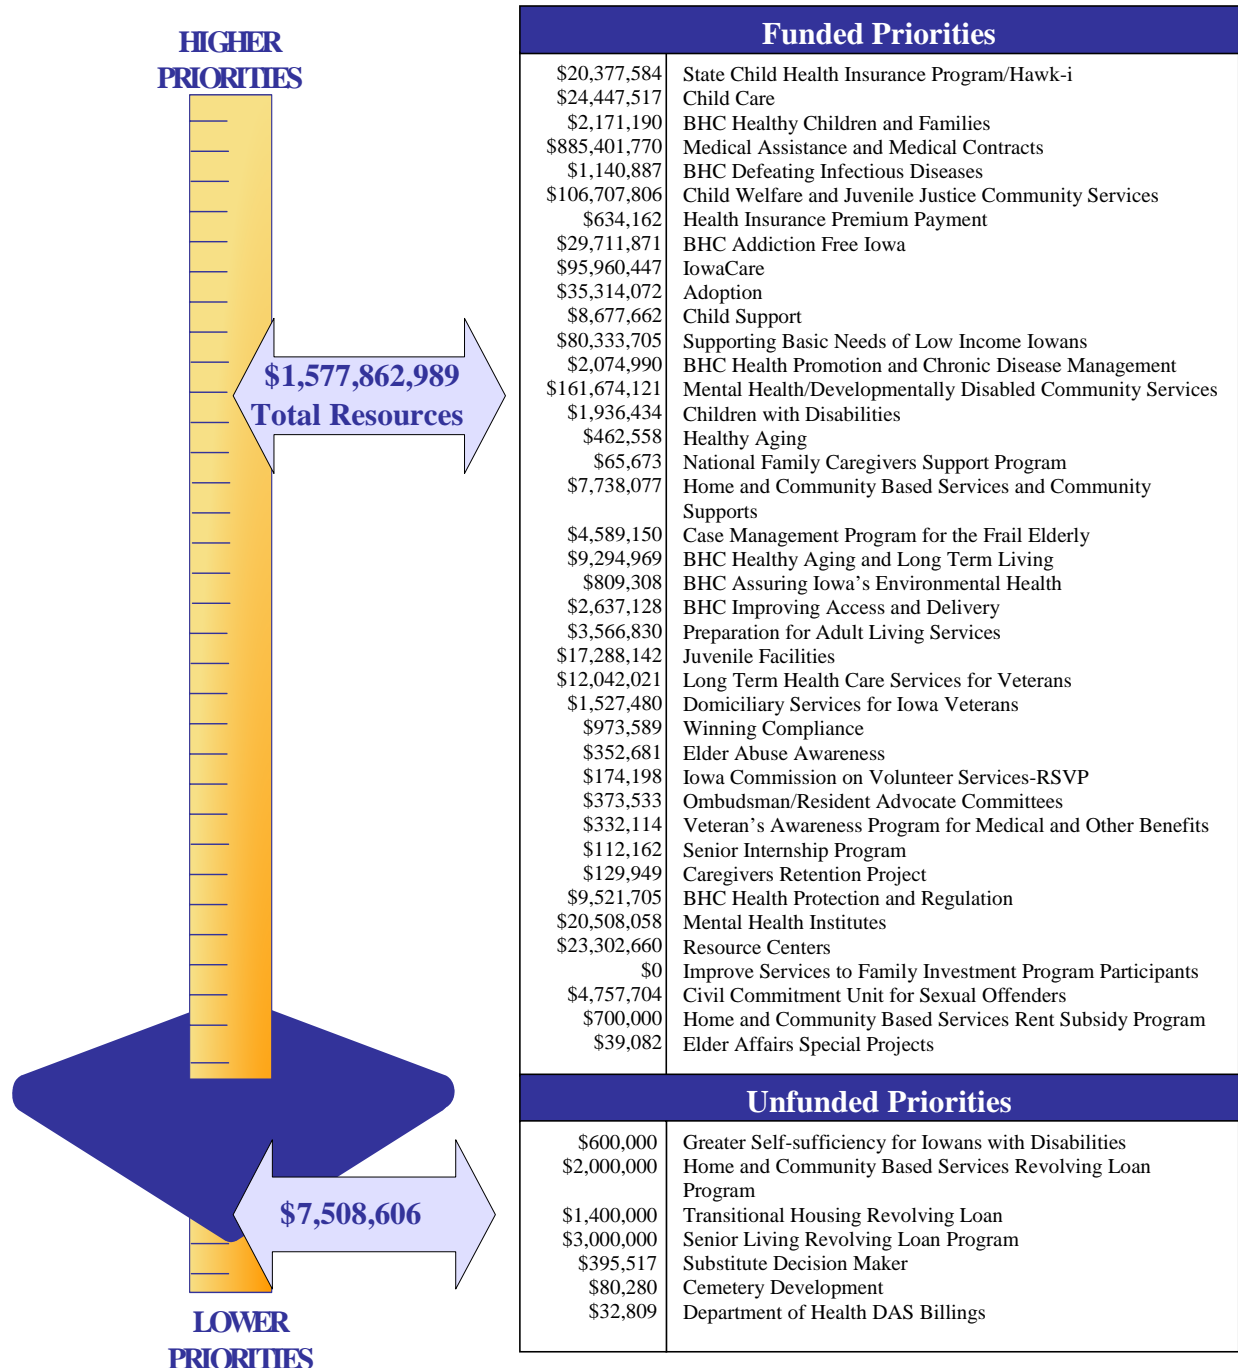 HIGHER
PRIORITIES
$1,577,862,989
Total Resources
$7,508,606
LOWER
PRIORITIES
Funded Priorities
$20,377,584 State Child Health Insurance Program/Hawk-i
$24,447,517 Child Care
$2,171,190 BHC Healthy Children and Families
$885,401,770 Medical Assistance and Medical Contracts
$1,140,887 BHC Defeating Infectious Diseases
$106,707,806 Child Welfare and Juvenile Justice Community Services
$634,162 Health Insurance Premium Payment
$29,711,871 BHC Addiction Free Iowa
$95,960,447 IowaCare
$35,314,072 Adoption
$8,677,662 Child Support
$80,333,705 Supporting Basic Needs of Low Income Iowans
$2,074,990 BHC Health Promotion and Chronic Disease Management
$161,674,121 Mental Health/Developmentally Disabled Community Services
$1,936,434 Children with Disabilities
$462,558 Healthy Aging
$65,673 National Family Caregivers Support Program
$7,738,077 Home and Community Based Services and Community
Supports
$4,589,150 Case Management Program for the Frail Elderly
$9,294,969 BHC Healthy Aging and Long Term Living
$809,308 BHC Assuring Iowa’s Environmental Health
$2,637,128 BHC Improving Access and Delivery
$3,566,830 Preparation for Adult Living Services
$17,288,142 Juvenile Facilities
$12,042,021 Long Term Health Care Services for Veterans
$1,527,480 Domiciliary Services for Iowa Veterans
$973,589 Winning Compliance
$352,681 Elder Abuse Awareness
$174,198 Iowa Commission on Volunteer Services-RSVP
$373,533 Ombudsman/Resident Advocate Committees
$332,114 Veteran’s Awareness Program for Medical and Other Benefits
$112,162 Senior Internship Program
$129,949 Caregivers Retention Project
$9,521,705 BHC Health Protection and Regulation
$20,508,058 Mental Health Institutes
$23,302,660 Resource Centers
$0 Improve Services to Family Investment Program Participants
$4,757,704 Civil Commitment Unit for Sexual Offenders
$700,000 Home and Community Based Services Rent Subsidy Program
$39,082 Elder Affairs Special Projects
Unfunded Priorities
$600,000 Greater Self-sufficiency for Iowans with Disabilities
$2,000,000 Home and Community Based Services Revolving Loan
Program
$1,400,000 Transitional Housing Revolving Loan
$3,000,000 Senior Living Revolving Loan Program
$395,517 Substitute Decision Maker
$80,280 Cemetery Development
$32,809 Department of Health DAS Billings